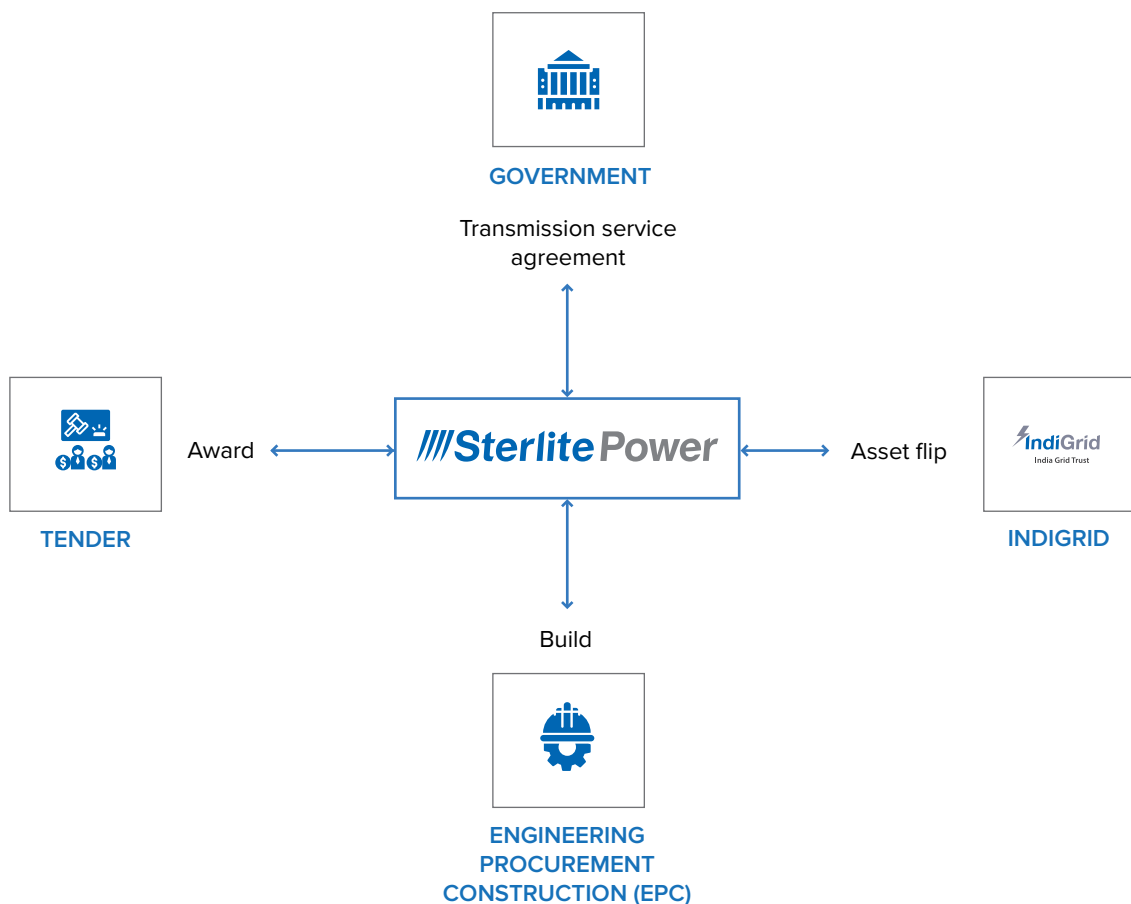 GOVERNMENT
Transmission service
agreement
Award
Sterlite Power
Asset flip
IndiGrid
India Grid Trust
TENDER
INDIGRID
Build
ENGINEERING
PROCUREMENT
CONSTRUCTION (EPC)